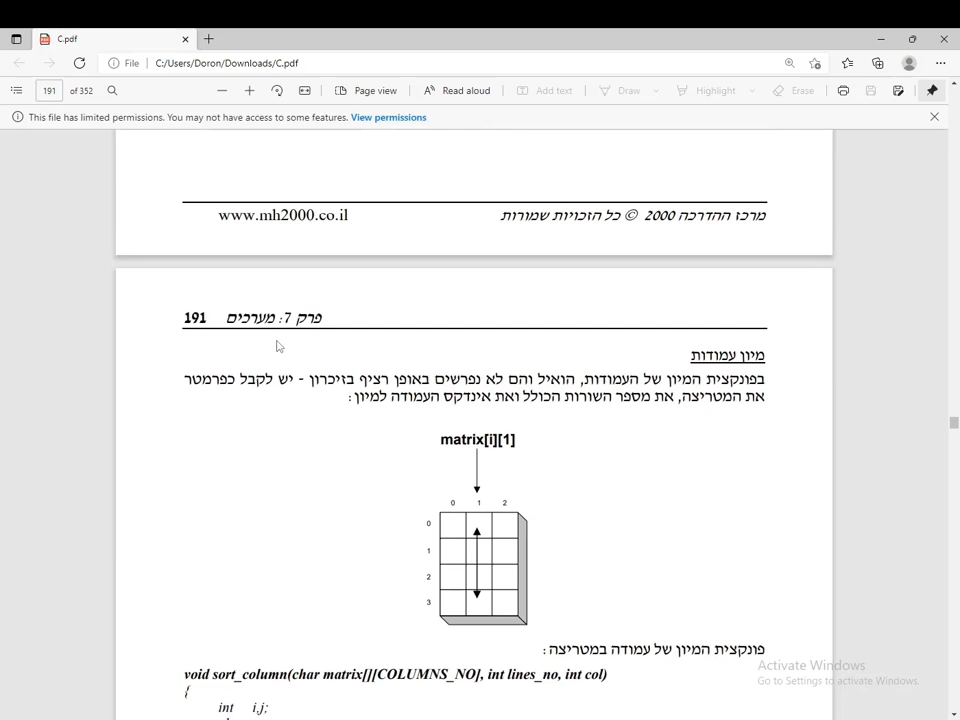 C.pdf
File C:/Users/Doron/Downloads/C.pdf
191 of 352 Page view Read aloud Add text Draw Highlight Erase
This file has limited permissions. You may not have access to some features. View permissions
מרכז ההדרכה 2000 © כל הזכויות שמורות www.mh2000.co.il
פרק 7: מערכים 191
מיון עמודות
בפונקצית המיון של העמודות, הואיל והם לא נפרשים באופן רציף בזיכרון - יש לקבל כפרמטר
את המטריצה, את מספר השורות הכולל ואת אינדקס העמודה למיון:
matrix[i][1]
0 1 2
0
1
2
3
פונקצית המיון של עמודה במטריצה:
void sort_column(char matrix[][COLUMNS_NO], int lines_no, int col)
{
int i,j;
Activate Windows
Go to Settings to activate Windows.